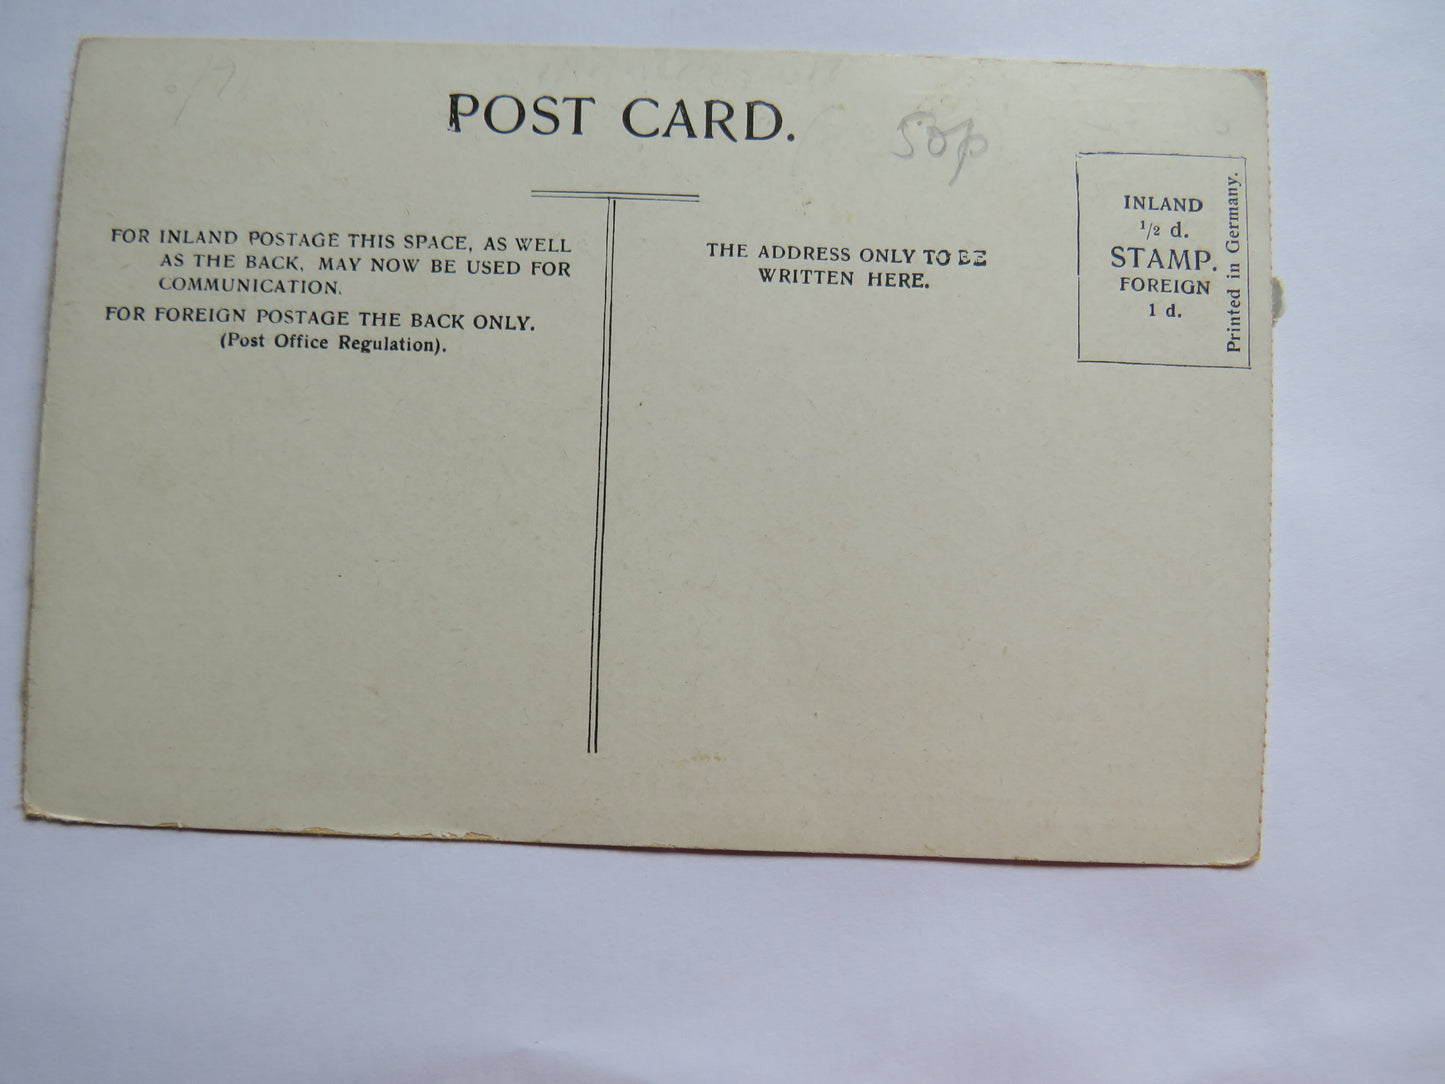 POST CARD.
50p
FOR INLAND POSTAGE THIS SPACE, AS WELL
AS THE BACK, MAY NOW BE USED FOR
COMMUNICATION.
FOR FOREIGN POSTAGE THE BACK ONLY.
(Post Office Regulation).
THE ADDRESS ONLY TO BE
WRITTEN HERE.
INLAND
1/2 d.
STAMP.
FOREIGN
1 d.
Printed in Germany.